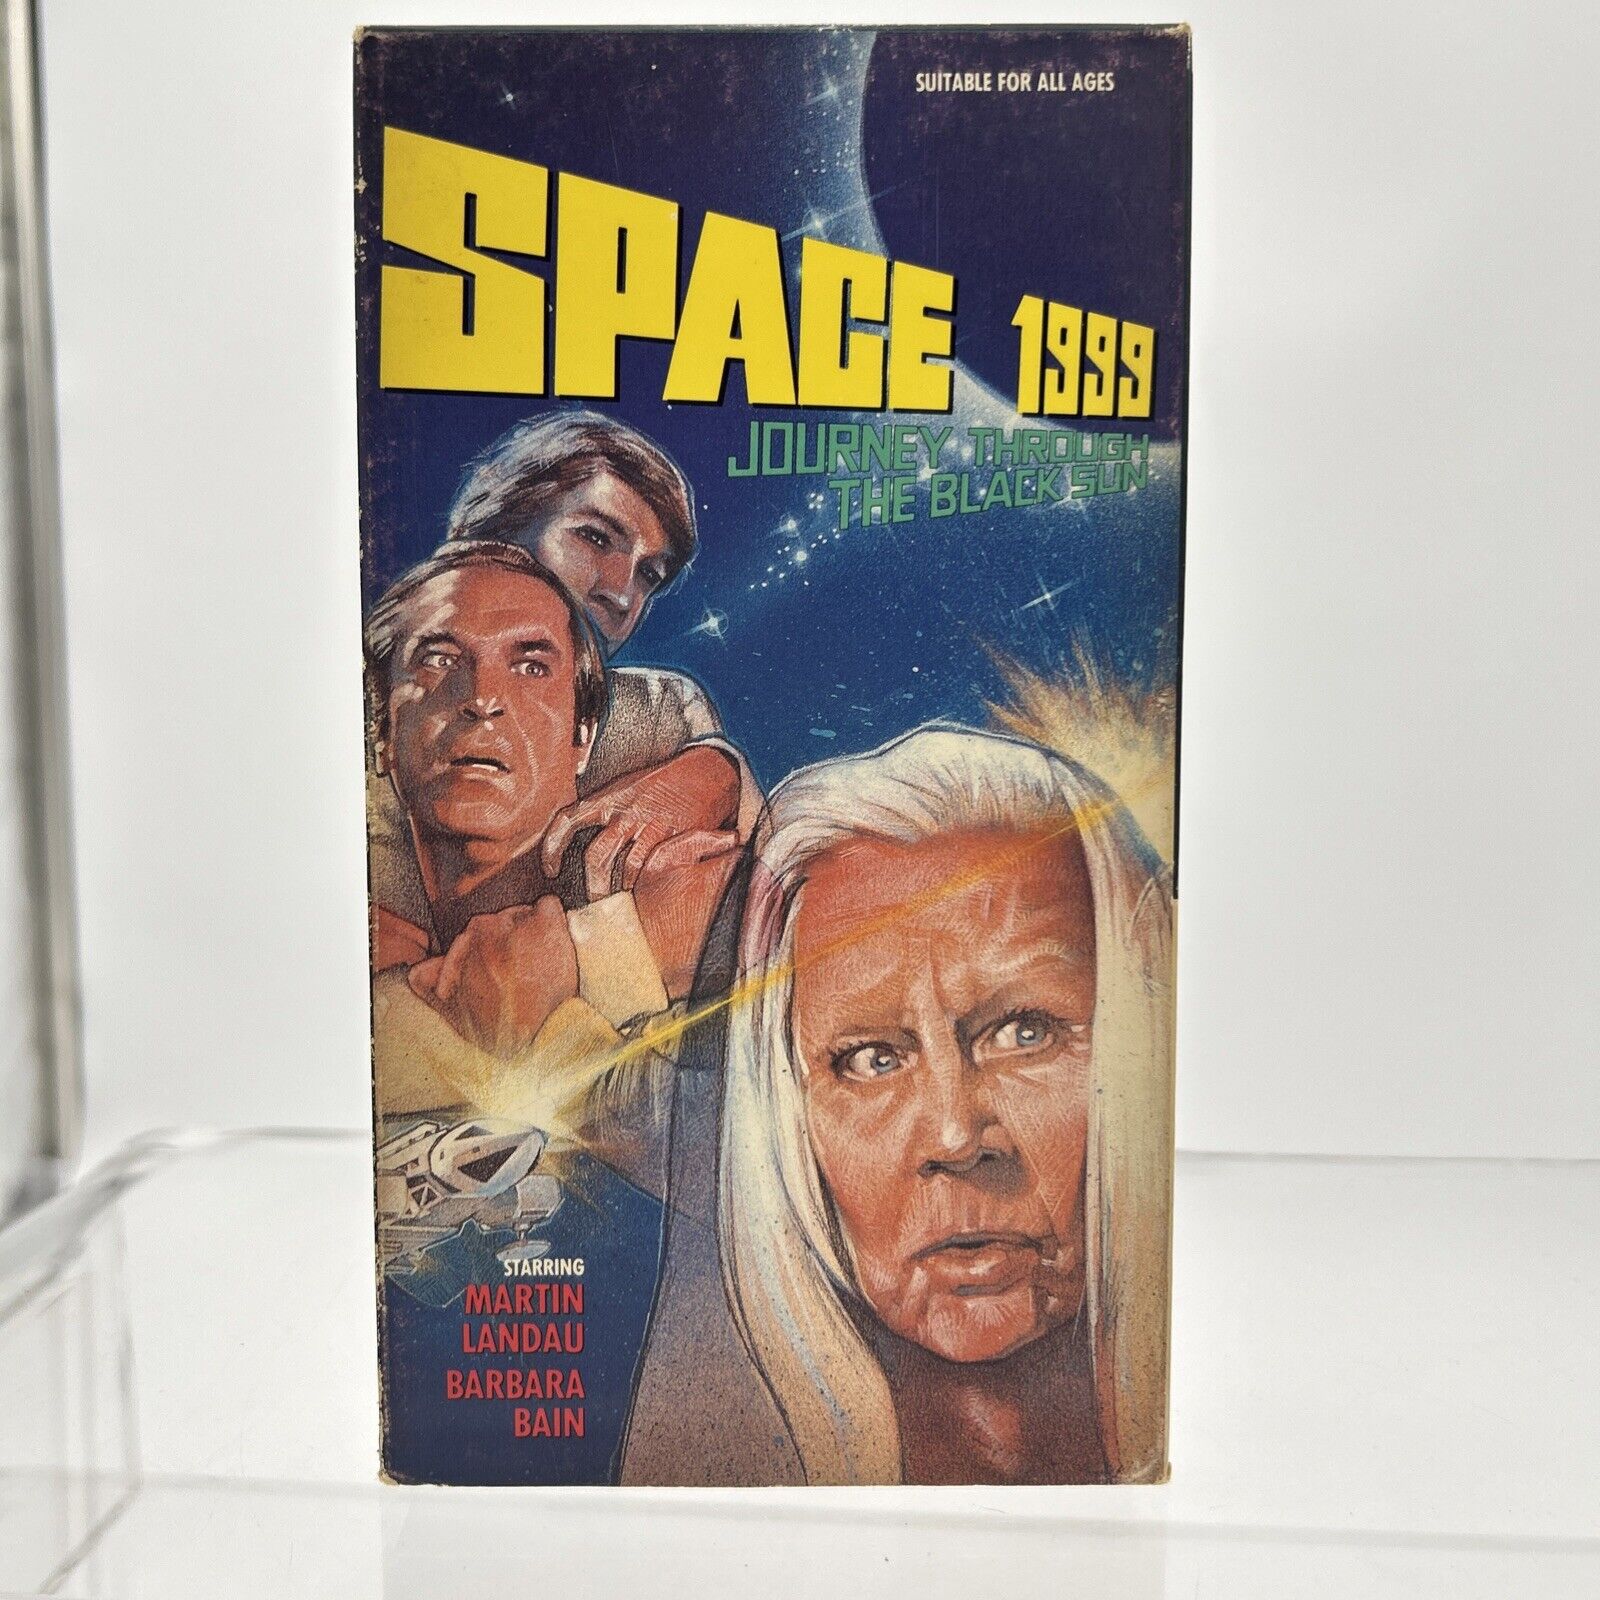 SUITABLE FOR ALL AGES
SPACE 1999
JOURNEY THROUGH
THE BLACK SUN
STARRING
MARTIN
LANDAU
BARBARA
BAIN